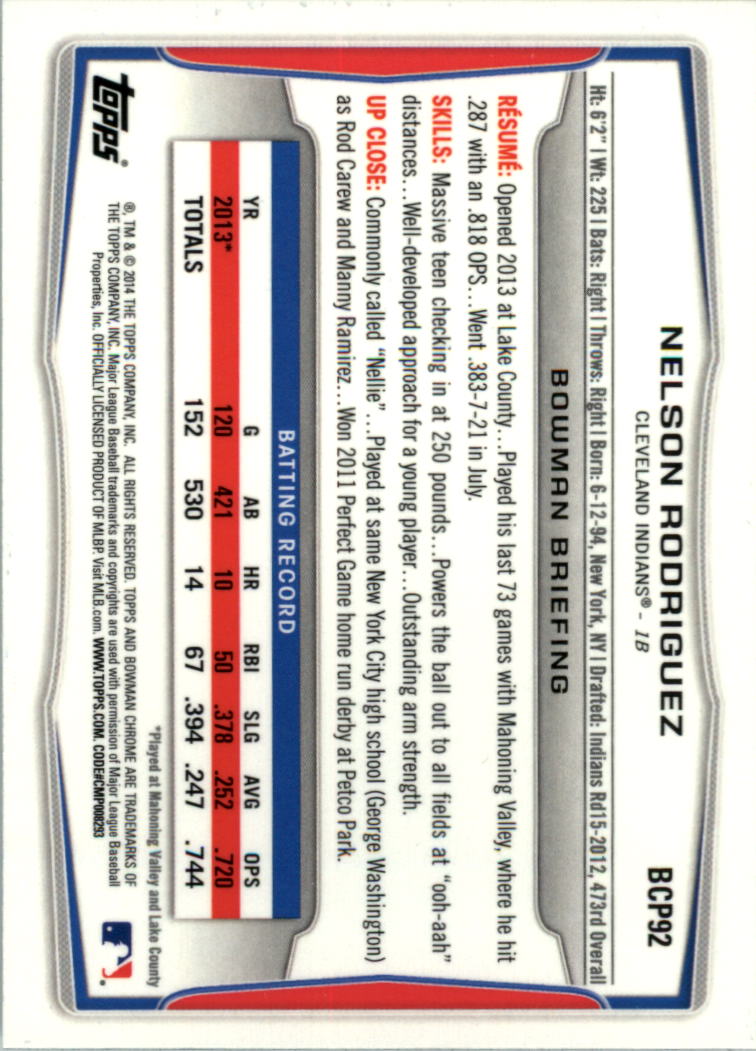 BCP92
NELSON RODRIGUEZ
CLEVELAND INDIANS® - 1B
Ht: 6'2" | Wt: 225 | Bats: Right | Throws: Right | Born: 6-12-94, New York, NY | Drafted: Indians Rd15-2012, 473rd Overall
BOWMAN BRIEFING
RÉSUMÉ: Opened 2013 at Lake County...Played his last 73 games with Mahoning Valley, where he hit
.287 with an .818 OPS...Went .383-7-21 in July.
SKILLS: Massive teen checking in at 250 pounds...Powers the ball out to all fields at "ooh-aah"
distances...Well-developed approach for a young player...Outstanding arm strength.
UP CLOSE: Commonly called "Nellie"...Played at same New York City high school (George Washington)
as Rod Carew and Manny Ramirez...Won 2011 Perfect Game home run derby at Petco Park.
BATTING RECORD
YR G AB HR RBI SLG AVG OPS
2013* 120 421 10 50 .378 .252 .720
TOTALS 152 530 14 67 .394 .247 .744
*Played at Mahoning Valley and Lake County
topps®
®, TM & © 2014 THE TOPPS COMPANY, INC. ALL RIGHTS RESERVED. TOPPS AND BOWMAN CHROME ARE TRADEMARKS OF
THE TOPPS COMPANY, INC. Major League Baseball trademarks and copyrights are used with permission of Major League Baseball
Properties, Inc. OFFICIALLY LICENSED PRODUCT OF MLBP. Visit MLB.com. WWW.TOPPS.COM. CODE#CMP008293